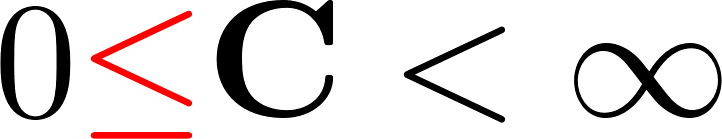 0 ≤ C < ∞